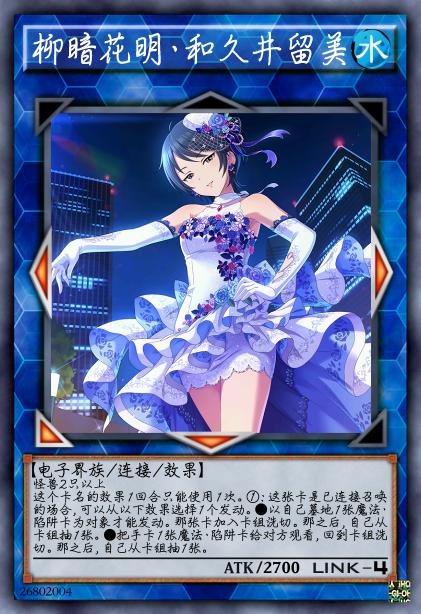 柳暗花明·和久井留美
水
【电子界族/连接/效果】
怪兽2只以上
这个卡名的效果1回合只能使用1次。①:这张卡是已连接召唤
的场合,可以从以下效果选择1个发动。●以自己墓地1张魔法·
陷阱卡为对象才能发动。那张卡加入卡组洗切。那之后,自己从
卡组抽1张。●把手卡1张魔法·陷阱卡给对方观看,回到卡组洗
切。那之后,自己从卡组抽1张。
ATK/2700 LINK-4
26802004